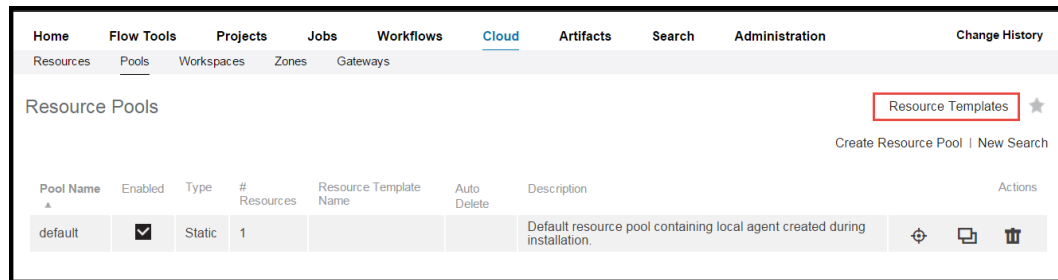 Home Flow Tools Projects Jobs Workflows Cloud Artifacts Search Administration Change History
Resources Pools Workspaces Zones Gateways
Resource Pools
Resource Templates
Create Resource Pool | New Search
Pool Name Enabled Type # Resources Resource Template Name Auto Delete Description Actions
default Static 1 Default resource pool containing local agent created during
installation.